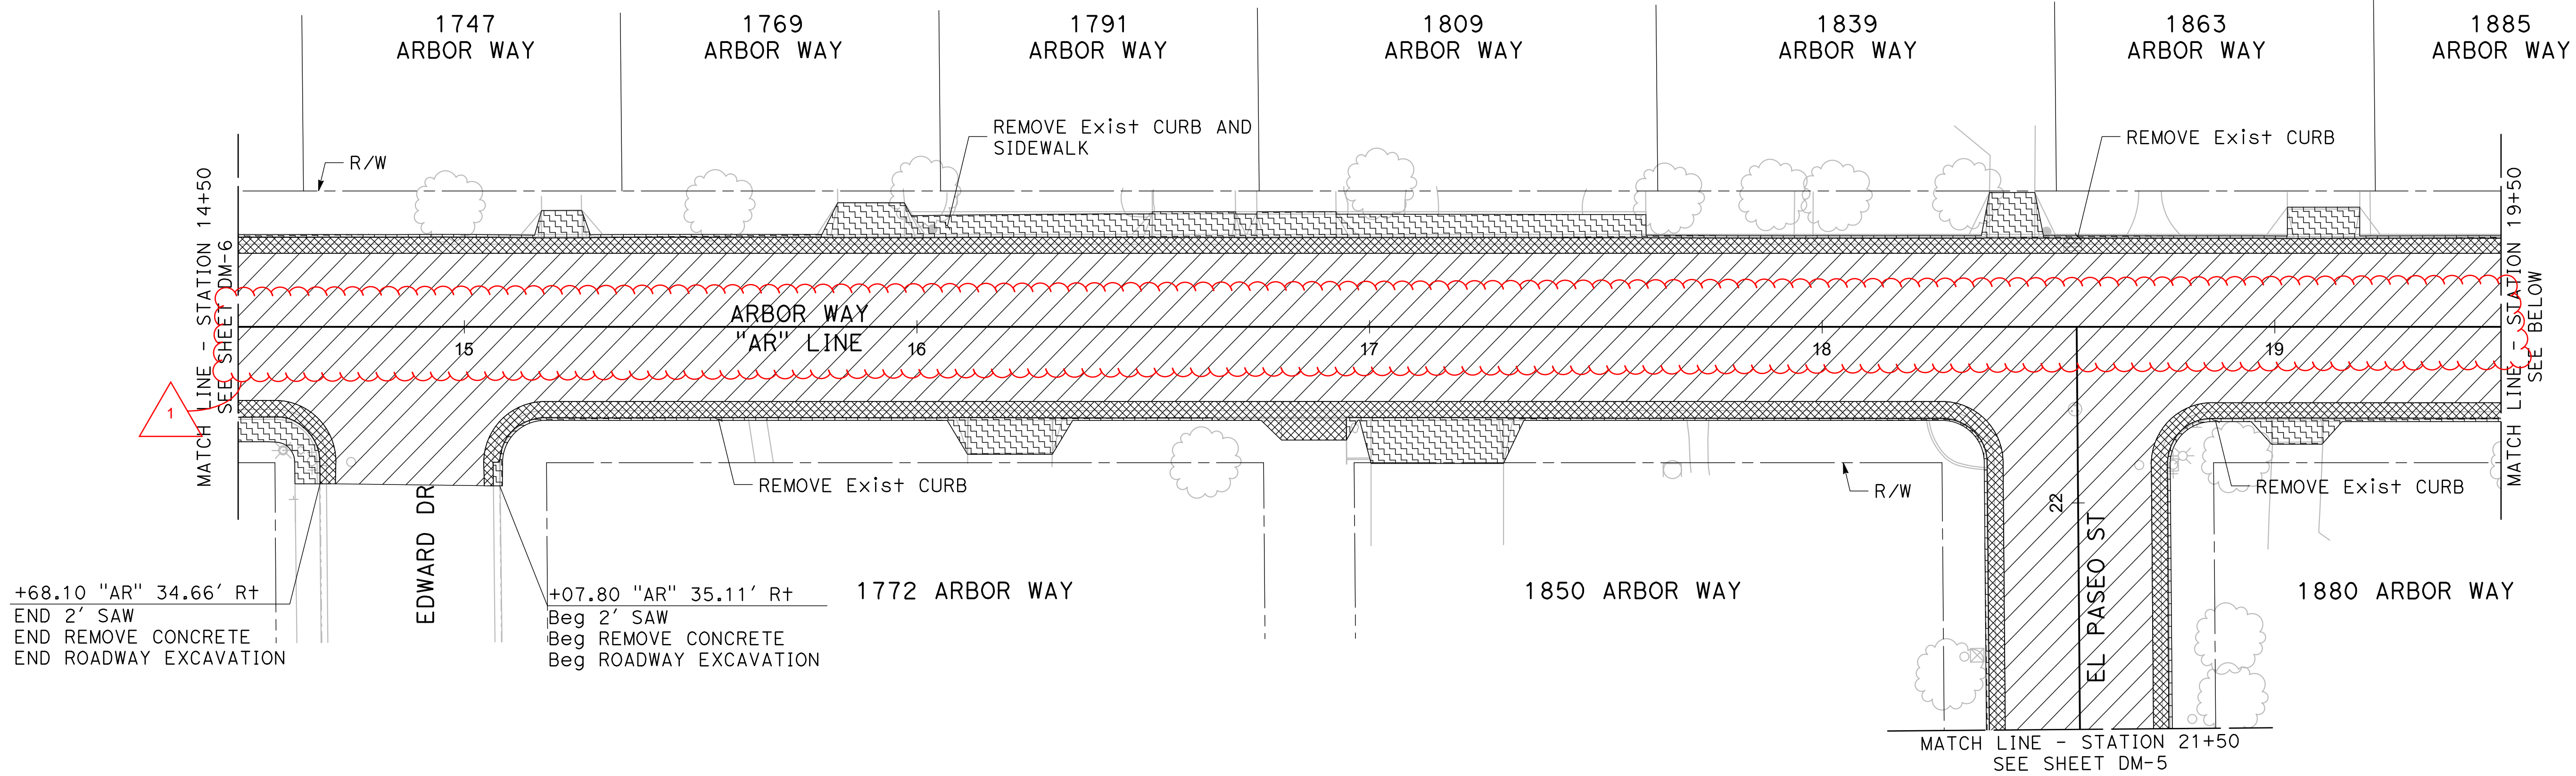 1747
ARBOR WAY
1769
ARBOR WAY
1791
ARBOR WAY
1809
ARBOR WAY
1839
ARBOR WAY
1863
ARBOR WAY
1885
ARBOR WAY
REMOVE Exist CURB AND
SIDEWALK
REMOVE Exist CURB
R/W
MATCH LINE - STATION 14+50
SEE SHEET DM-6
ARBOR WAY
"AR" LINE
15
16
17
18
19
MATCH LINE - STATION 19+50
SEE BELOW
1
REMOVE Exist CURB
R/W
REMOVE Exist CURB
22
EDWARD DR
EL PASEO ST
+68.10 "AR" 34.66' Rt
END 2' SAW
END REMOVE CONCRETE
END ROADWAY EXCAVATION
+07.80 "AR" 35.11' Rt
Beg 2' SAW
Beg REMOVE CONCRETE
Beg ROADWAY EXCAVATION
1772 ARBOR WAY
1850 ARBOR WAY
1880 ARBOR WAY
MATCH LINE - STATION 21+50
SEE SHEET DM-5